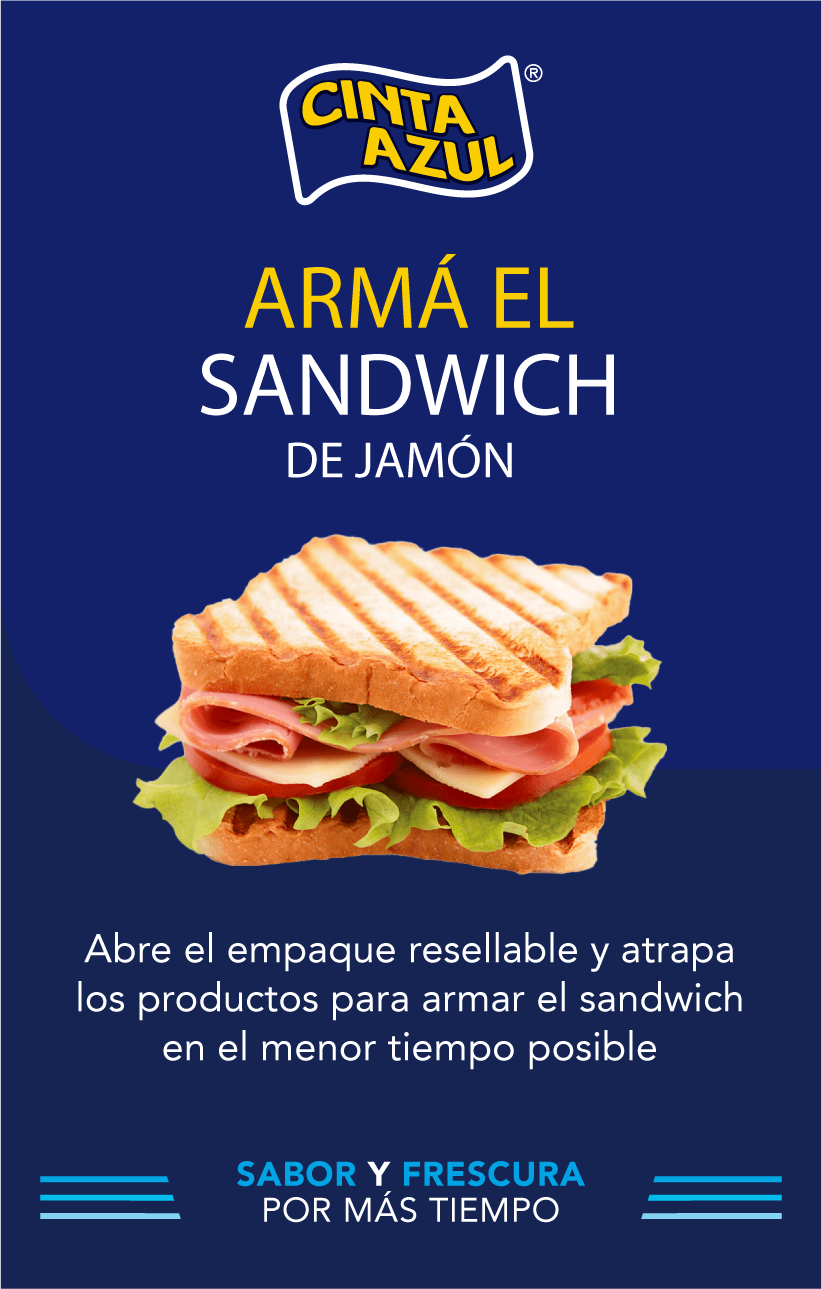 CINTA
AZUL
®
ARMÁ EL
SANDWICH
DE JAMÓN
Abre el empaque resellable y atrapa
los productos para armar el sandwich
en el menor tiempo posible
SABOR Y FRESCURA
POR MÁS TIEMPO